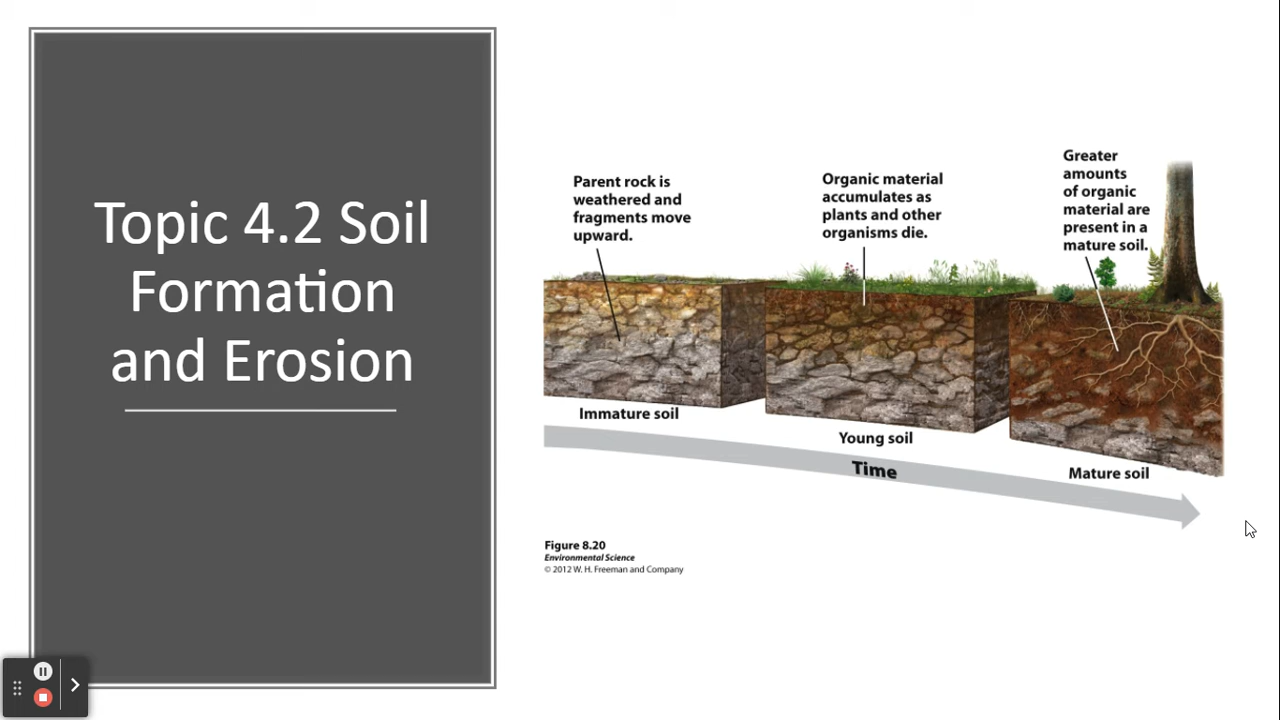 Topic 4.2 Soil
Formation
and Erosion
Parent rock is
weathered and
fragments move
upward.
Organic material
accumulates as
plants and other
organisms die.
Greater
amounts
of organic
material are
present in a
mature soil.
Immature soil
Young soil
Mature soil
Time
Figure 8.20
Environmental Science
© 2012 W. H. Freeman and Company